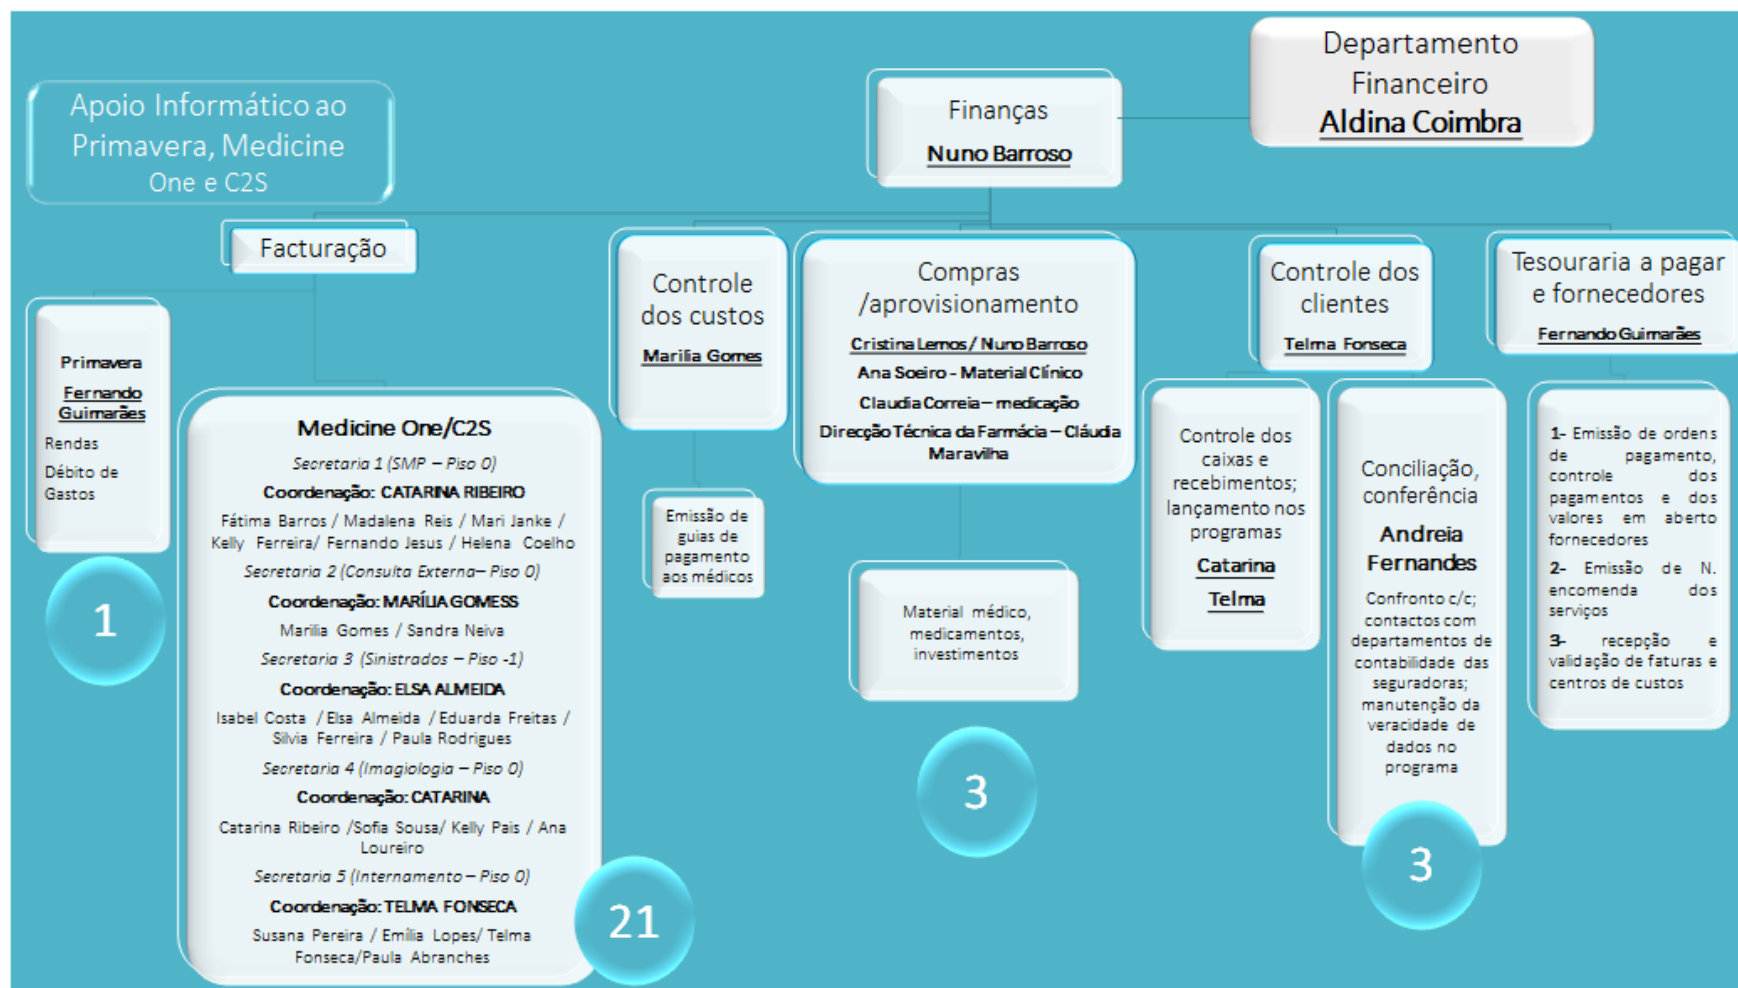 Departamento
Financeiro
Aldina Coimbra
Finanças
Nuno Barroso
Apoio Informático ao
Primavera, Medicine
One e C2S
Facturação
Primavera
Fernando
Guimarães
Rendas
Débito de
Gastos
1
Medicine One/C2S
Secretaria 1 (SMP – Piso 0)
Coordenação: CATARINA RIBEIRO
Fátima Barros / Madalena Reis / Mari Janke /
Kelly Ferreira/ Fernando Jesus / Helena Coelho
Secretaria 2 (Consulta Externa– Piso 0)
Coordenação: MARÍLIA GOMESS
Marilia Gomes / Sandra Neiva
Secretaria 3 (Sinistrados – Piso -1)
Coordenação: ELSA ALMEIDA
Isabel Costa /Elsa Almeida /Eduarda Freitas /
Silvia Ferreira / Paula Rodrigues
Secretaria 4 (Imagiologia – Piso 0)
Coordenação: CATARINA
Catarina Ribeiro /Sofia Sousa/ Kelly Pais / Ana
Loureiro
Secretaria 5 (Internamento – Piso 0)
Coordenação: TELMA FONSECA
Susana Pereira / Emília Lopes/ Telma
Fonseca/Paula Abranches
21
Controle
dos custos
Marilia Gomes
Emissão de
guias de
pagamento
aos médicos
Compras
/aprovisionamento
Cristina Lemos / Nuno Barroso
Ana Soeiro - Material Clínico
Claudia Correia – medicação
Direcção Técnica da Farmácia – Cláudia
Maravilha
Material médico,
medicamentos,
investimentos
3
Controle dos
clientes
Telma Fonseca
Controle dos
caixas e
recebimentos;
lançamento nos
programas
Catarina
Telma
Conciliação,
conferência
Andreia
Fernandes
Confronto c/c;
contactos com
departamentos de
contabilidade das
seguradoras;
manutenção da
veracidade de
dados no
programa
3
Tesouraria a pagar
e fornecedores
Fernando Guimarães
1- Emissão de ordens
de pagamento,
controle dos
pagamentos e dos
valores em aberto
fornecedores
2- Emissão de N.
encomenda dos
serviços
3- recepção e
validação de faturas e
centros de custos